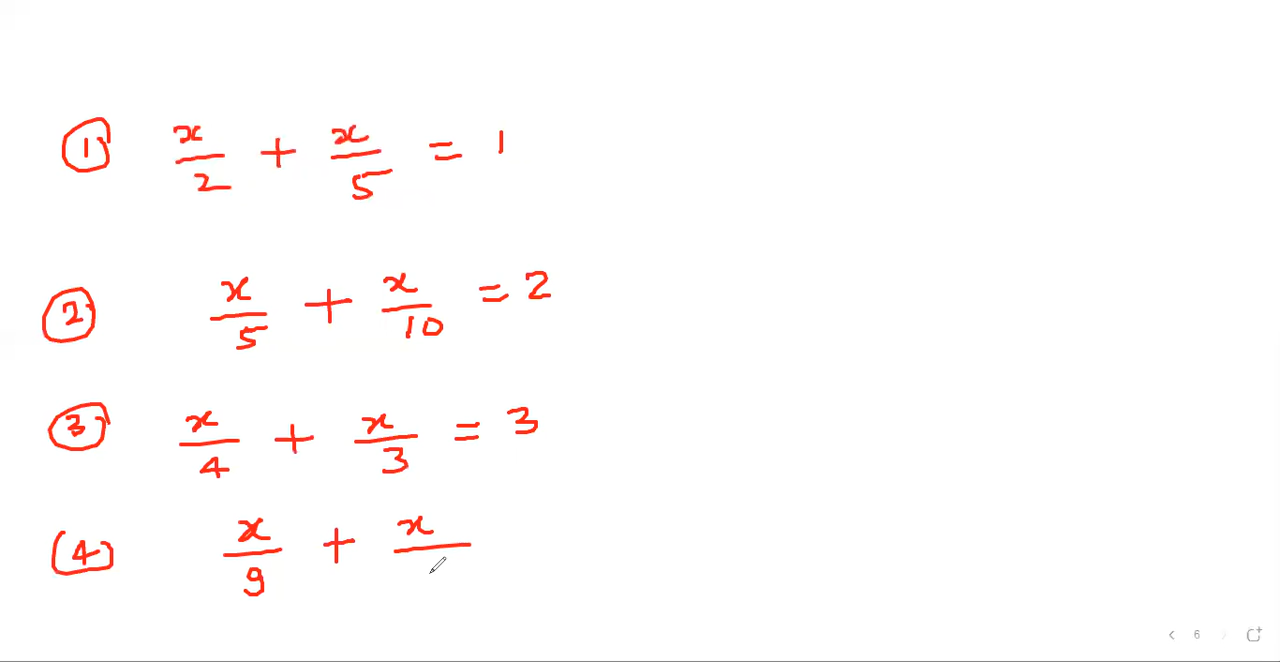 ① x/2 + x/5 = 1
② x/5 + x/10 = 2
③ x/4 + x/3 = 3
(4) x/9 + x/
6